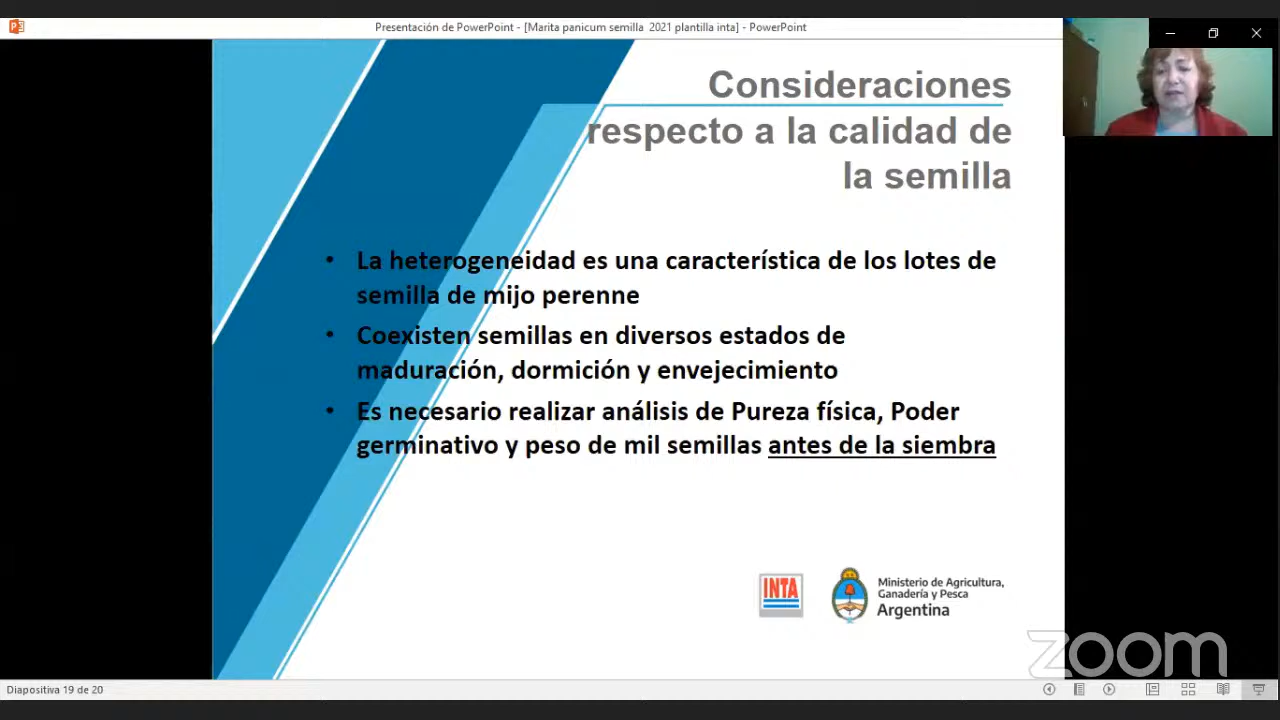 Presentación de PowerPoint - [Marita panicum semilla  2021 plantilla inta] - PowerPoint
Consideraciones
respecto a la calidad de
la semilla
• La heterogeneidad es una característica de los lotes de
semilla de mijo perenne
• Coexisten semillas en diversos estados de
maduración, dormición y envejecimiento
• Es necesario realizar análisis de Pureza física, Poder
germinativo y peso de mil semillas antes de la siembra
INTA
Ministerio de Agricultura,
Ganadería y Pesca
Argentina
zoom
Diapositiva 19 de 20